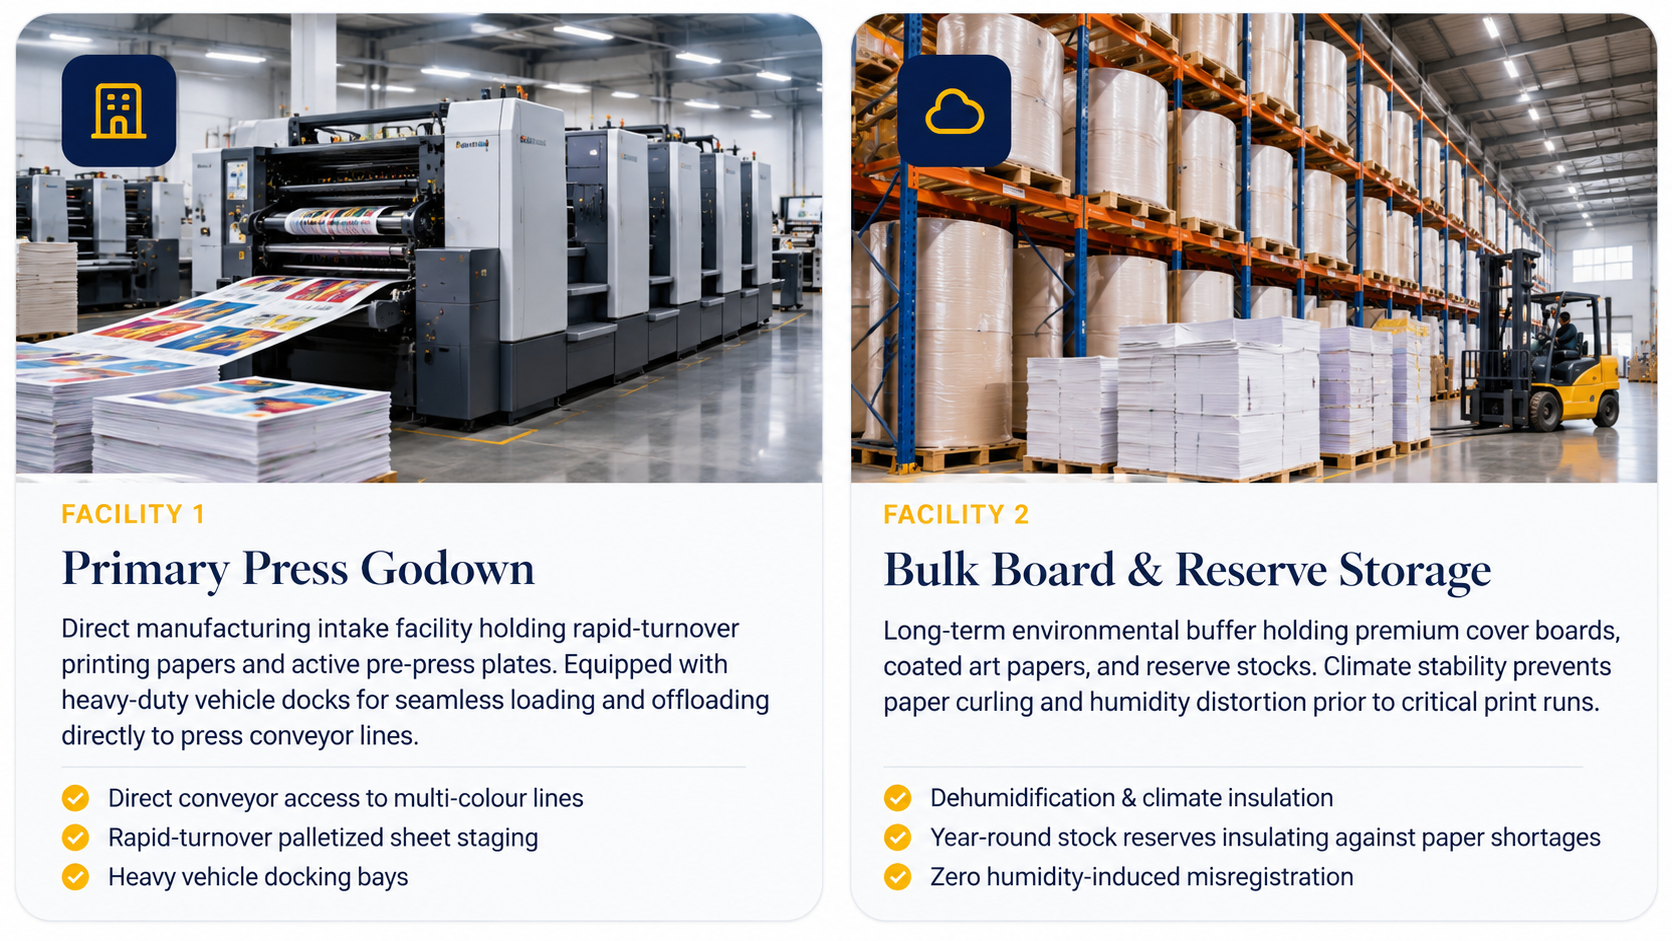 FACILITY 1
Primary Press Godown
Direct manufacturing intake facility holding rapid-turnover
printing papers and active pre-press plates. Equipped with
heavy-duty vehicle docks for seamless loading and offloading
directly to press conveyor lines.
Direct conveyor access to multi-colour lines
Rapid-turnover palletized sheet staging
Heavy vehicle docking bays
FACILITY 2
Bulk Board & Reserve Storage
Long-term environmental buffer holding premium cover boards,
coated art papers, and reserve stocks. Climate stability prevents
paper curling and humidity distortion prior to critical print runs.
Dehumidification & climate insulation
Year-round stock reserves insulating against paper shortages
Zero humidity-induced misregistration